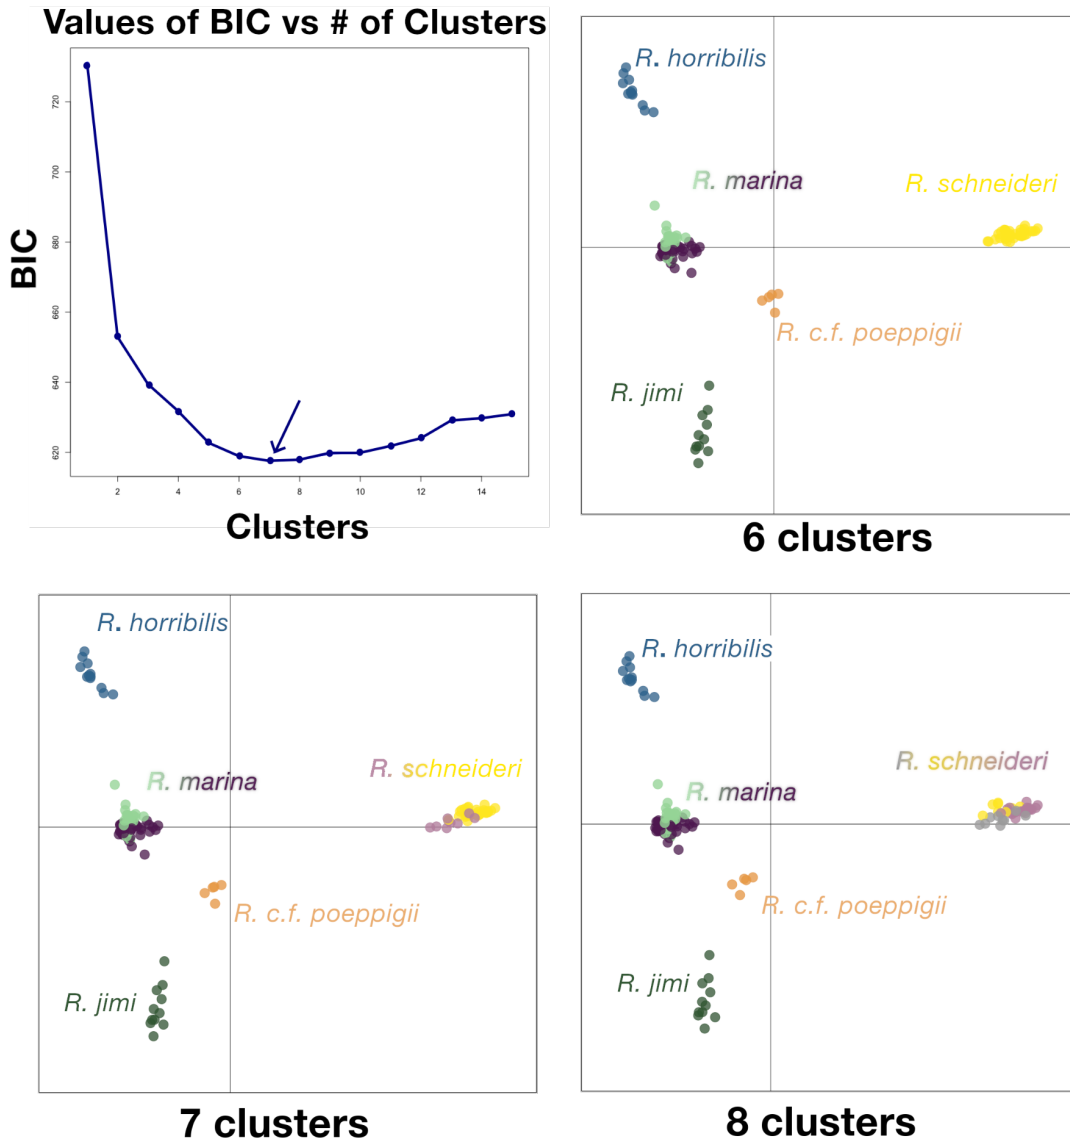 Values of BIC vs # of Clusters
BIC
720
700
680
660
640
620
2
4
6
8
10
12
14
Clusters
R. horribilis
R. marina
R. schneideri
R. c.f. poeppigii
R. jimi
6 clusters
R. horribilis
R. marina
R. schneideri
R. c.f. poeppigii
R. jimi
7 clusters
R. horribilis
R. marina
R. schneideri
R. c.f. poeppigii
R. jimi
8 clusters